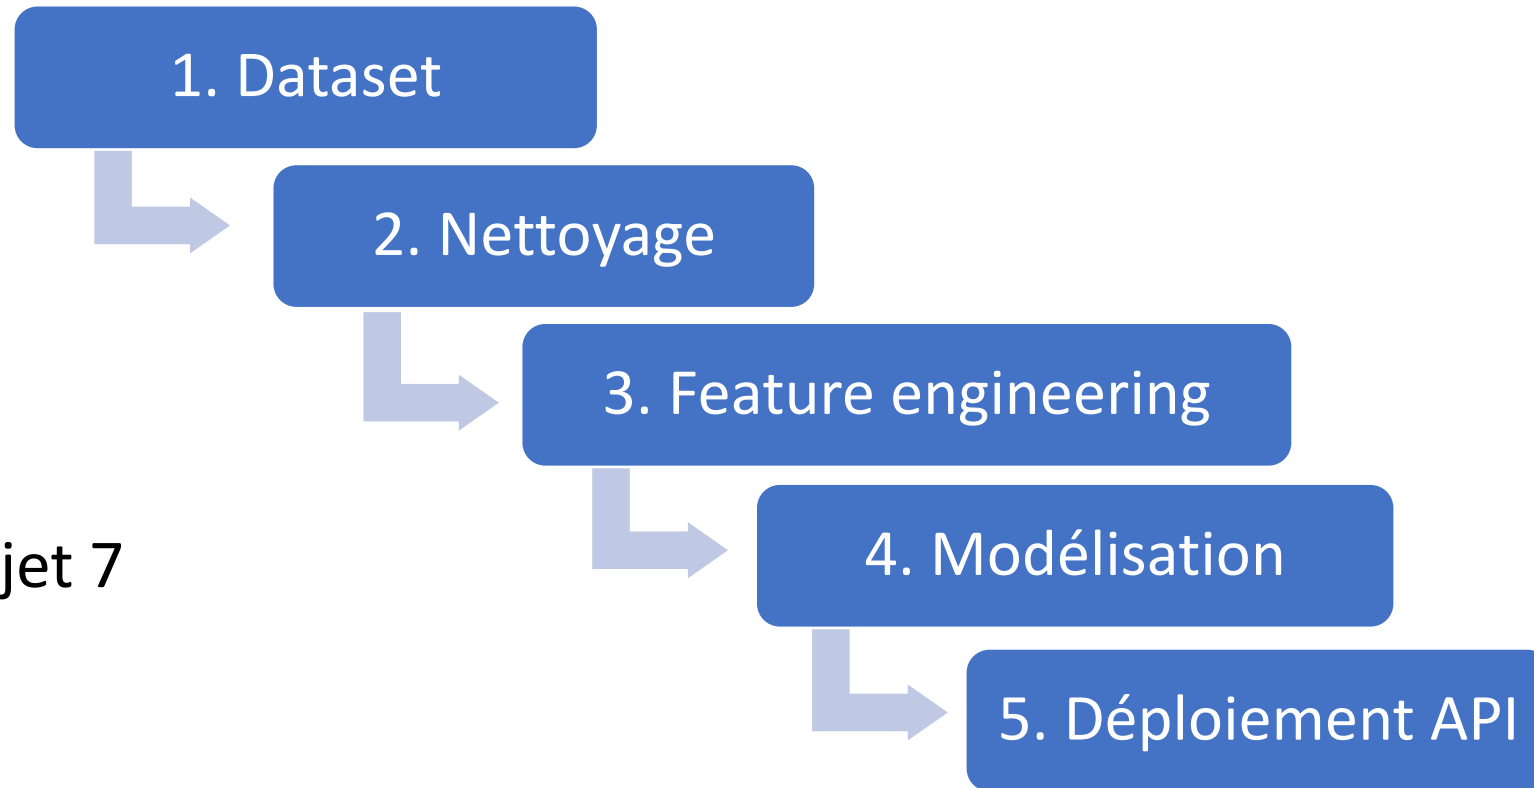 1. Dataset
2. Nettoyage
3. Feature engineering
4. Modélisation
jet 7
5. Déploiement API